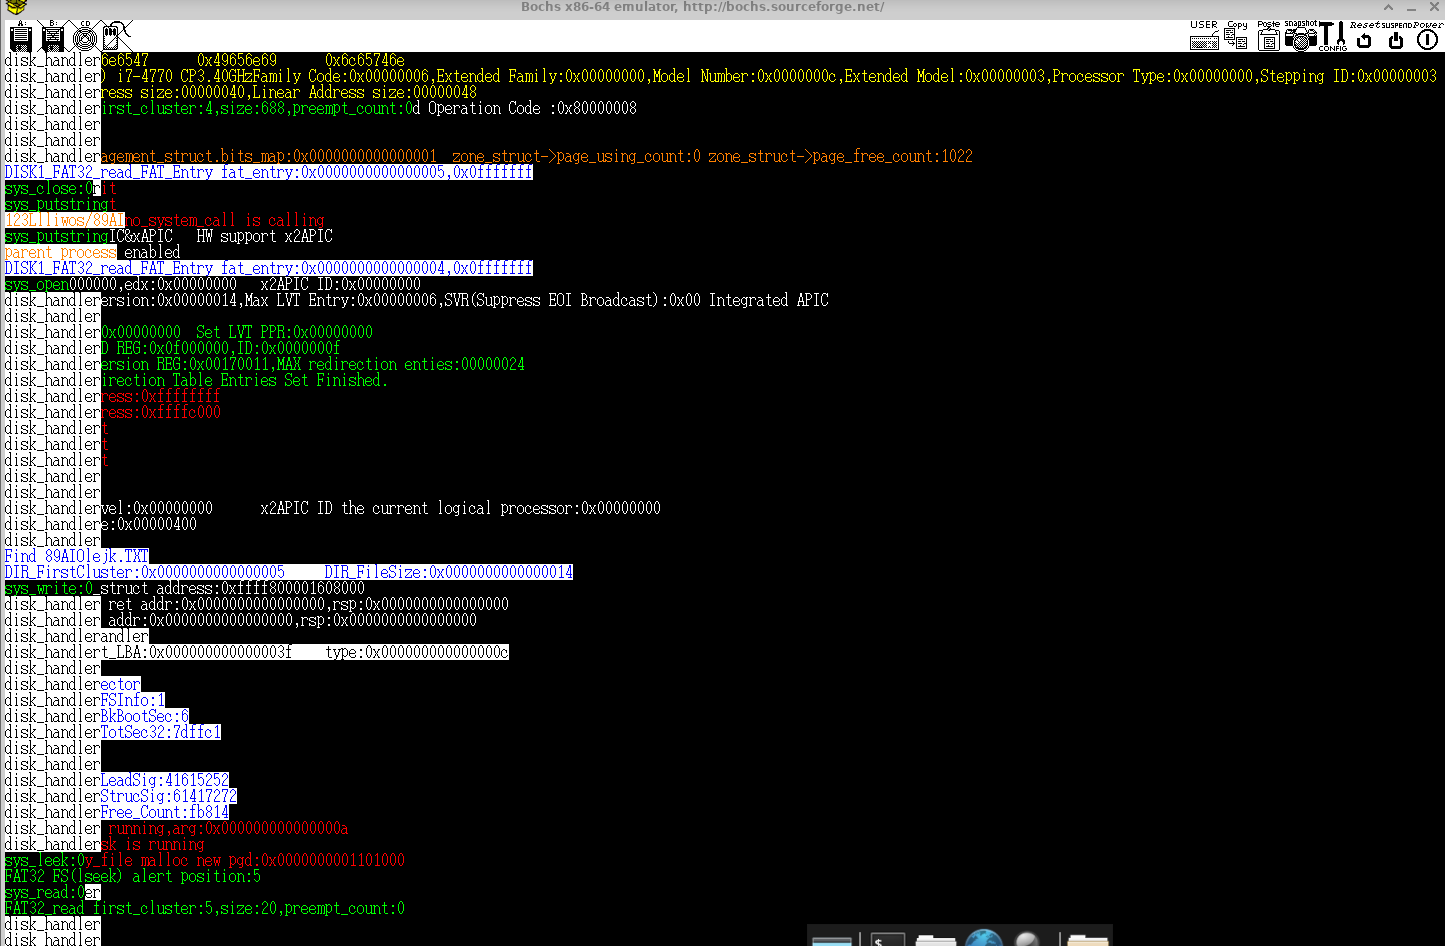 Bochs x86-64 emulator, http://bochs.sourceforge.net/
A: B: CD USER Copy Paste Snapshot CONFIG Reset SUSPEND Power
disk_handler6e6547 0x49656e69 0x6c65746e
disk_handler) i7-4770 CP3.40GHzFamily Code:0x00000006,Extended Family:0x00000000,Model Number:0x0000000c,Extended Model:0x00000003,Processor Type:0x00000000,Stepping ID:0x00000003
disk_handlerress size:00000040,Linear Address size:00000048
disk_handlerirst_cluster:4,size:688,preempt_count:0d Operation Code :0x80000008
disk_handler
disk_handler
disk_handleragement_struct.bits_map:0x0000000000000001 zone_struct->page_using_count:0 zone_struct->page_free_count:1022
DISK1_FAT32_read_FAT_Entry fat_entry:0x0000000000000005,0x0fffffff
sys_close:0rit
sys_putstringt
123Llliwos/89AIno_system_call is calling
sys_putstringIC&xAPIC HW support x2APIC
parent process enabled
DISK1_FAT32_read_FAT_Entry fat_entry:0x0000000000000004,0x0fffffff
sys_open000000,edx:0x00000000 x2APIC ID:0x00000000
disk_handlerersion:0x00000014,Max LVT Entry:0x00000006,SVR(Suppress EOI Broadcast):0x00 Integrated APIC
disk_handler
disk_handler0x00000000 Set LVT PPR:0x00000000
disk_handlerD REG:0x0f000000,ID:0x0000000f
disk_handlerersion REG:0x00170011,MAX redirection enties:00000024
disk_handlerirection Table Entries Set Finished.
disk_handlerress:0xffffffff
disk_handlerress:0xffffc000
disk_handlert
disk_handlert
disk_handlert
disk_handler
disk_handler
disk_handlervel:0x00000000 x2APIC ID the current logical processor:0x00000000
disk_handlere:0x00000400
disk_handler
Find 89AIOlejk.TXT
DIR_FirstCluster:0x0000000000000005 DIR_FileSize:0x0000000000000014
sys_write:0_struct address:0xffff800001608000
disk_handler ret addr:0x0000000000000000,rsp:0x0000000000000000
disk_handler addr:0x0000000000000000,rsp:0x0000000000000000
disk_handlerandler
disk_handlert_LBA:0x000000000000003f type:0x000000000000000c
disk_handler
disk_handlerector
disk_handlerFSInfo:1
disk_handlerBkBootSec:6
disk_handlerTotSec32:7dffc1
disk_handler
disk_handler
disk_handlerLeadSig:41615252
disk_handlerStrucSig:61417272
disk_handlerFree_Count:fb814
disk_handler running,arg:0x000000000000000a
disk_handlersk is running
sys_leek:0y_file malloc new pgd:0x0000000001101000
FAT32 FS(lseek) alert position:5
sys_read:0er
FAT32_read first_cluster:5,size:20,preempt_count:0
disk_handler
disk_handler